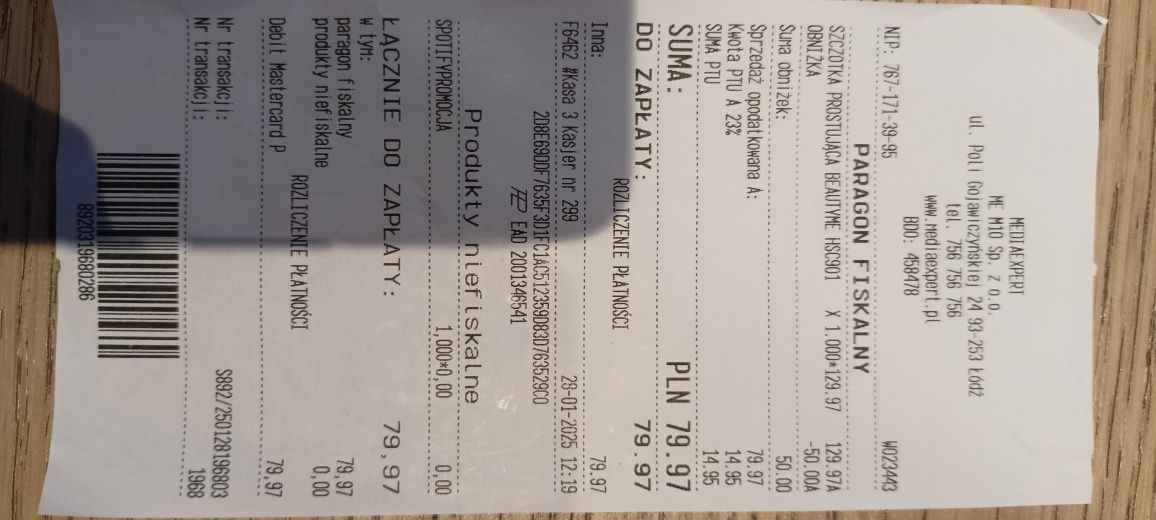 MEDIAEXPERT
ME M10 Sp. z o.o.
ul. Poli Gojawiczyńskiej 24 93-253 Łódź
tel. 756 756 756
www.mediaexpert.pl
BDO: 458478
NIP: 767-171-39-95 W023443
PARAGON FISKALNY
SZCZOTKA PROSTUJĄCA BEAUTYME HSC901 X 1.000*129.97 129.97A
OBNIŻKA -50.00A
Suma obniżek: 50.00
Sprzedaż opodatkowana A: 79.97
Kwota PTU A 23% 14.95
SUMA PTU 14.95
SUMA: PLN 79.97
DO ZAPŁATY: 79.97
ROZLICZENIE PŁATNOŚCI
Inna: 79.97
F6462 #Kasa 3 Kasjer nr 299 28-01-2025 12:19
2D8E69DDF7635F3D1FC1AC512359D83D763529C0
EAD 2001346541
Produkty niefiskalne
SPOTIFYPROMOCJA 1,000*0,00 0,00
ŁĄCZNIE DO ZAPŁATY: 79,97
w tym:
paragon fiskalny 79,97
produkty niefiskalne 0,00
ROZLICZENIE PŁATNOŚCI
Debit Mastercard P 79,97
Nr transakcji: S892/250128196803
Nr transakcji: 1968
8920319680286